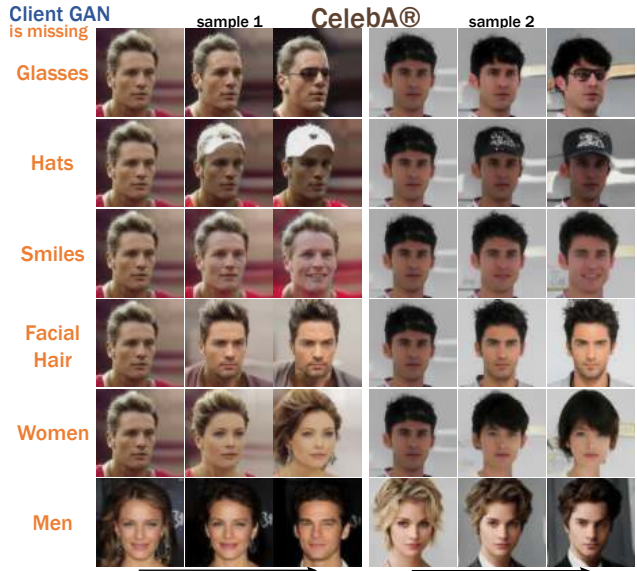 Client GAN
is missing
sample 1
CelebA®
sample 2
Glasses
Hats
Smiles
Facial
Hair
Women
Men